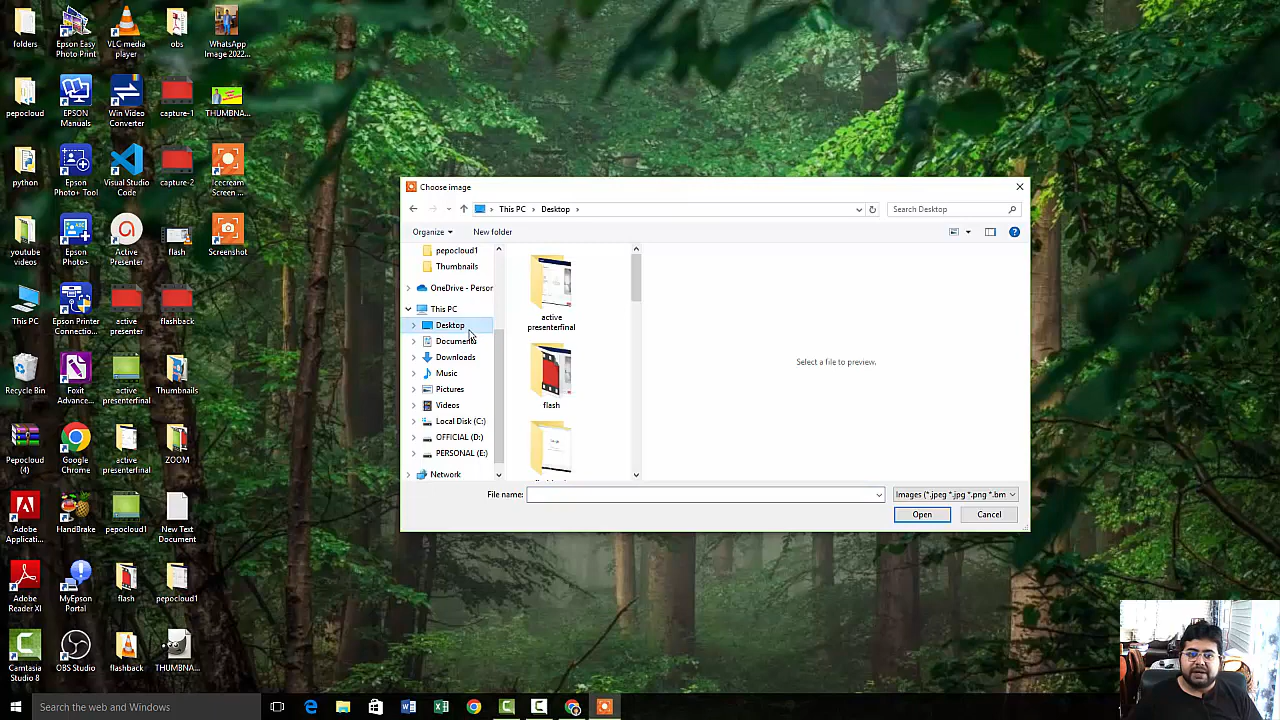 folders
Epson Easy
Photo Print
VLC media
player
obs
WhatsApp
Image 2022...
pepocloud
EPSON
Manuals
Win Video
Converter
capture-1
THUMBNA...
python
Epson
Photo+ Tool
Visual Studio
Code
capture-2
Icecream
Screen ...
youtube
videos
Epson
Photo+
Active
Presenter
flash
Screenshot
This PC
Epson Printer
Connectio...
active
presenter
flashback
Recycle Bin
Foxit
Advance...
active
presenterfinal
Thumbnails
Pepocloud
(4)
Google
Chrome
active
presenterfinal
ZOOM
Adobe
Applicati...
HandBrake
pepocloud1
New Text
Document
Adobe
Reader XI
MyEpson
Portal
flash
pepocloud1
Camtasia
Studio 8
OBS Studio
flashback
THUMBNA...
Choose image
This PC
Desktop
Search Desktop
Organize
New folder
pepocloud1
Thumbnails
OneDrive - Person
This PC
Desktop
Documents
Downloads
Music
Pictures
Videos
Local Disk (C:)
OFFICIAL (D:)
PERSONAL (E:)
Network
active
presenterfinal
flash
Select a file to preview.
File name:
Images (*.jpeg *.jpg *.png *.bm
Open
Cancel
Search the web and Windows